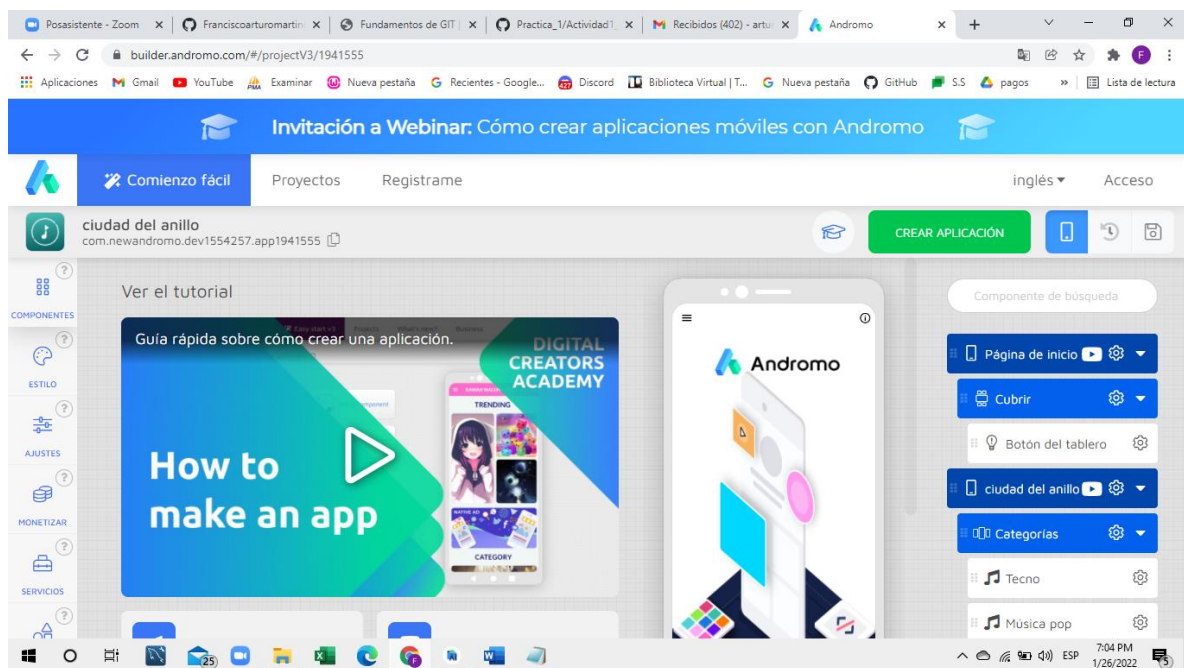 Posasistente - Zoom
Franciscoarturomartin
Fundamentos de GIT |
Practica_1/Actividad1_
Recibidos (402) - artu
Andromo
builder.andromo.com/#/projectV3/1941555
Aplicaciones
Gmail
YouTube
Examinar
Nueva pestaña
Recientes - Google...
Discord
Biblioteca Virtual | T...
Nueva pestaña
GitHub
S.S
pagos
»
Lista de lectura
Invitación a Webinar: Cómo crear aplicaciones móviles con Andromo
Comienzo fácil
Proyectos
Registrame
inglés
Acceso
ciudad del anillo
com.newandromo.dev1554257.app1941555
CREAR APLICACIÓN
COMPONENTES
ESTILO
AJUSTES
MONETIZAR
SERVICIOS
Ver el tutorial
Guía rápida sobre cómo crear una aplicación.
DIGITAL
CREATORS
ACADEMY
TRENDING
How to
make an app
CATEGORY
Andromo
Componente de búsqueda
Página de inicio
Cubrir
Botón del tablero
ciudad del anillo
Categorías
Tecno
Música pop
25
ESP
7:04 PM
1/26/2022
5